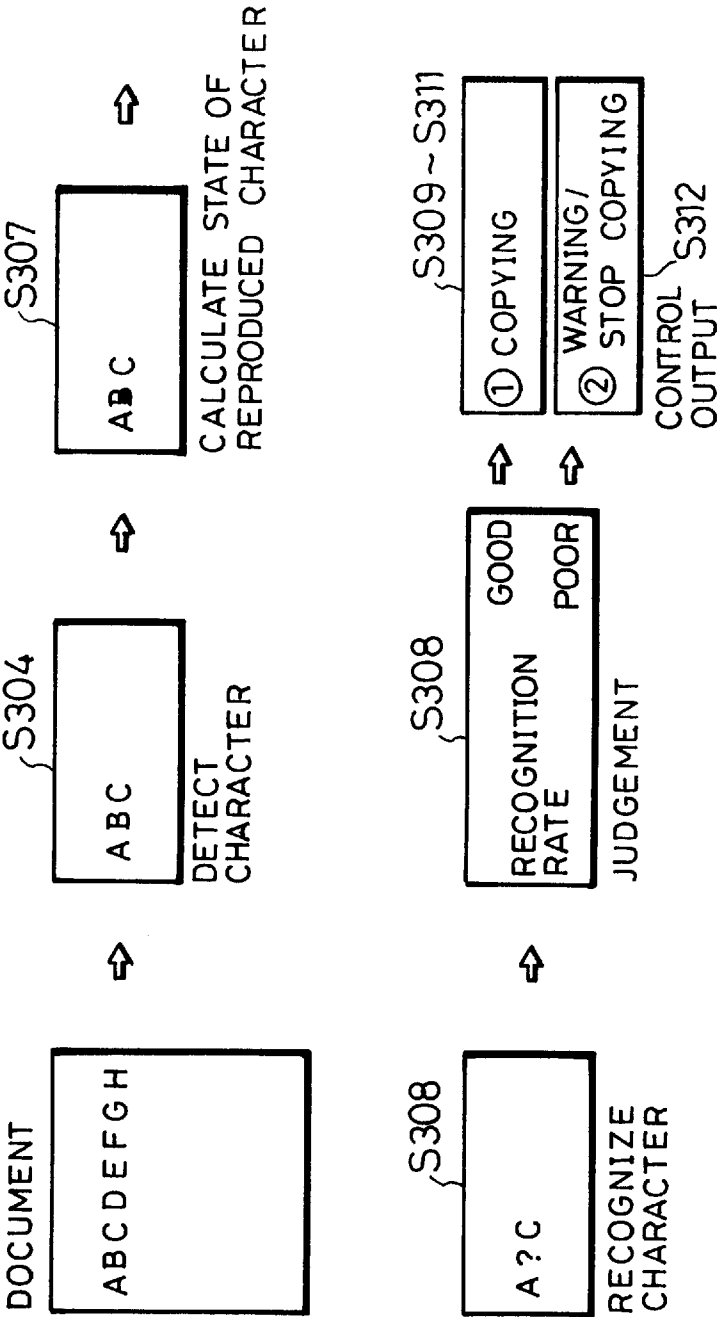 DOCUMENT
ABCDEFGH
S304
ABC
DETECT
CHARACTER
S307
ABC
CALCULATE STATE OF
REPRODUCED CHARACTER
S308
A?C
RECOGNIZE
CHARACTER
S308
RECOGNITION
RATE
GOOD
POOR
JUDGEMENT
S309~S311
① COPYING
② WARNING/
STOP COPYING
S312
CONTROL
OUTPUT